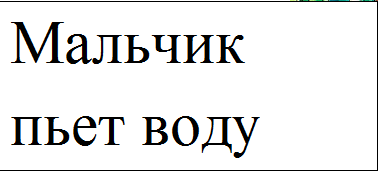 Мальчик
пьет воду